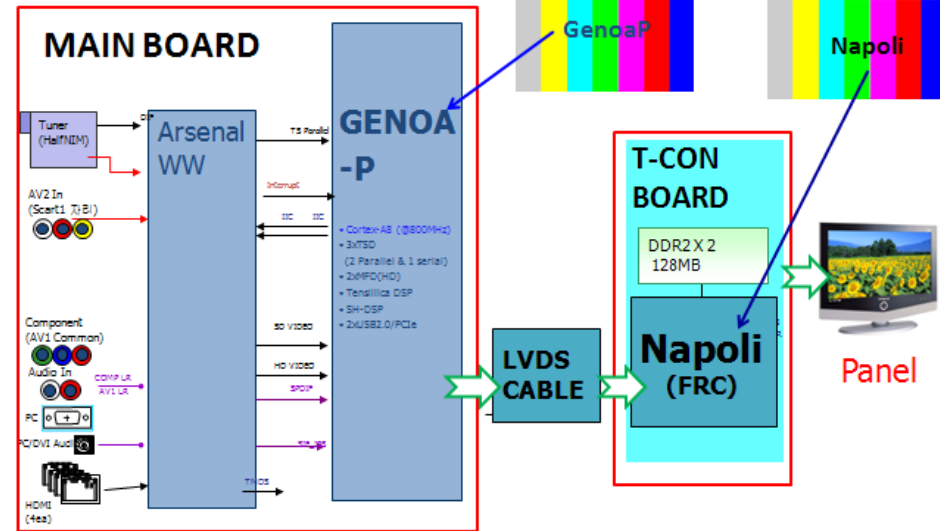 MAIN BOARD
GenoaP
Napoli
Tuner
(HalfNIM)
Arsenal
WW
TS Parallel
GENOA
-P
Interrupt
AV2 In
(Scart1 자리)
IIC
IIC
• Cortex-A8 (@800MHz)
• 3xTSD
(2 Parallel & 1 serial)
• 2xMFD(HD)
• Tensillica DSP
• SH-DSP
• 2xUSB2.0/PCIe
Component
(AV1 Common)
SD VIDEO
Audio In
HD VIDEO
COMP LR
AV1 LR
SPDIF
PC
PC/DVI Audi
HDMI
(4ea)
TMDS
LVDS
CABLE
T-CON
BOARD
DDR2 X 2
128MB
Napoli
(FRC)
Panel